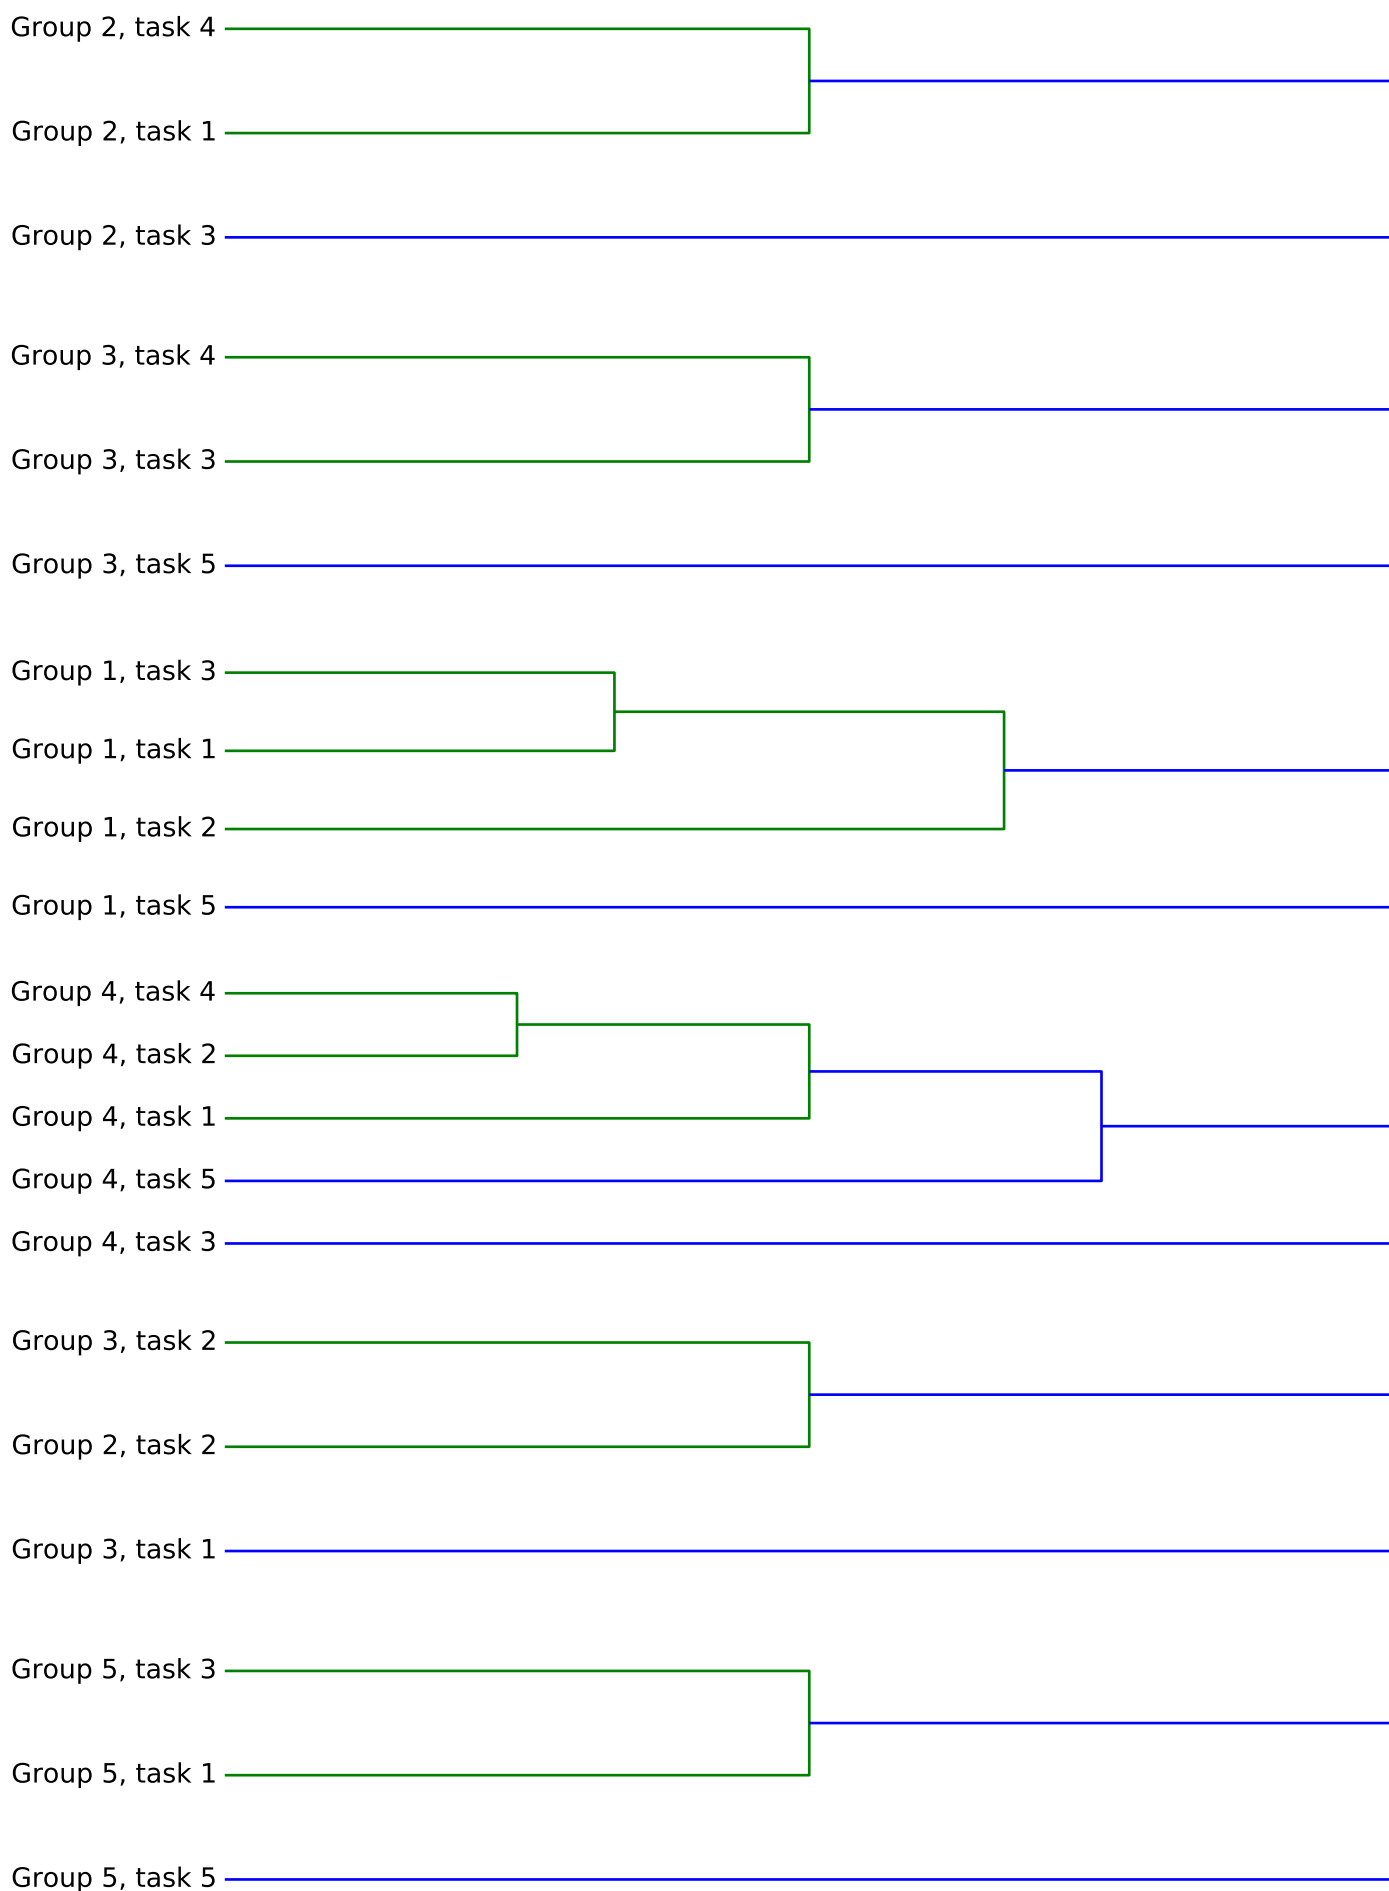 Group 2, task 4
Group 2, task 1
Group 2, task 3
Group 3, task 4
Group 3, task 3
Group 3, task 5
Group 1, task 3
Group 1, task 1
Group 1, task 2
Group 1, task 5
Group 4, task 4
Group 4, task 2
Group 4, task 1
Group 4, task 5
Group 4, task 3
Group 3, task 2
Group 2, task 2
Group 3, task 1
Group 5, task 3
Group 5, task 1
Group 5, task 5